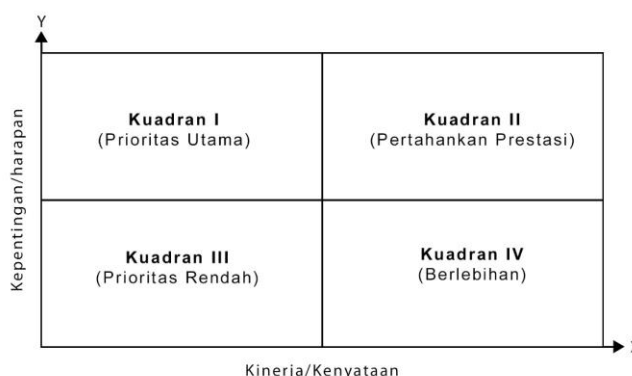 Y
Kepentingan/harapan
Kuadran I
(Prioritas Utama)
Kuadran II
(Pertahankan Prestasi)
Kuadran III
(Prioritas Rendah)
Kuadran IV
(Berlebihan)
Kinerja/Kenyataan